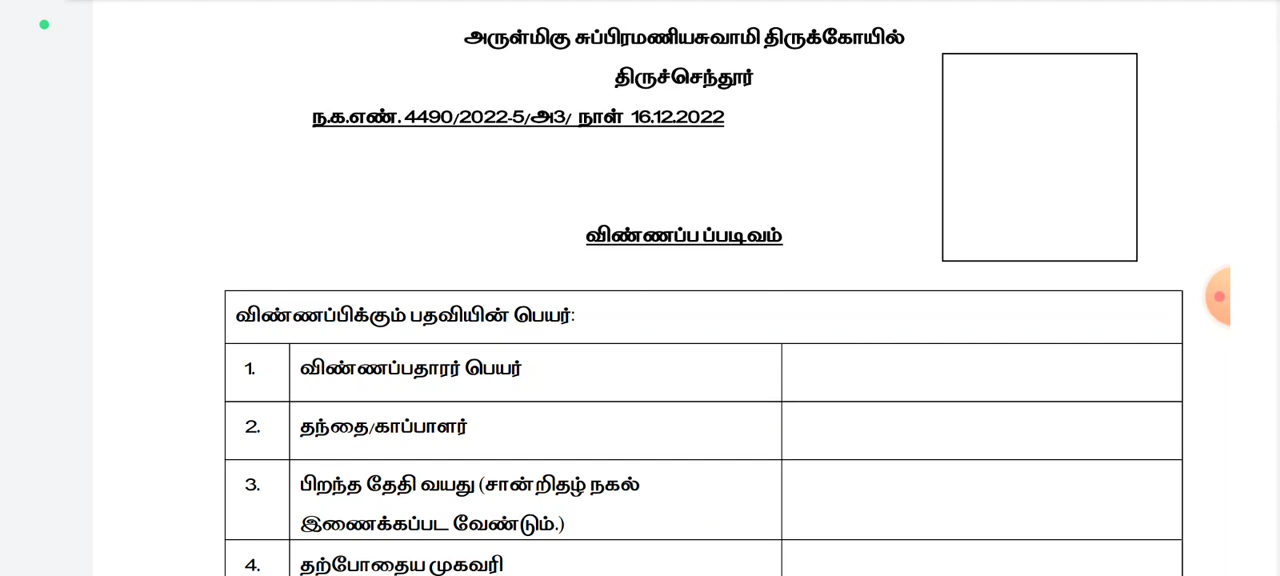 அருள்மிகு சுப்பிரமணியசுவாமி திருக்கோயில்
திருச்செந்தூர்
ந.க.எண். 4490/2022-5/அ3/ நாள் 16.12.2022
விண்ணப்பப்படிவம்
விண்ணப்பிக்கும் பதவியின் பெயர்:
1. விண்ணப்பதாரர் பெயர்
2. தந்தை/காப்பாளர்
3. பிறந்த தேதி வயது (சான்றிதழ் நகல்
இணைக்கப்பட வேண்டும்.)
4. தற்போதைய முகவரி